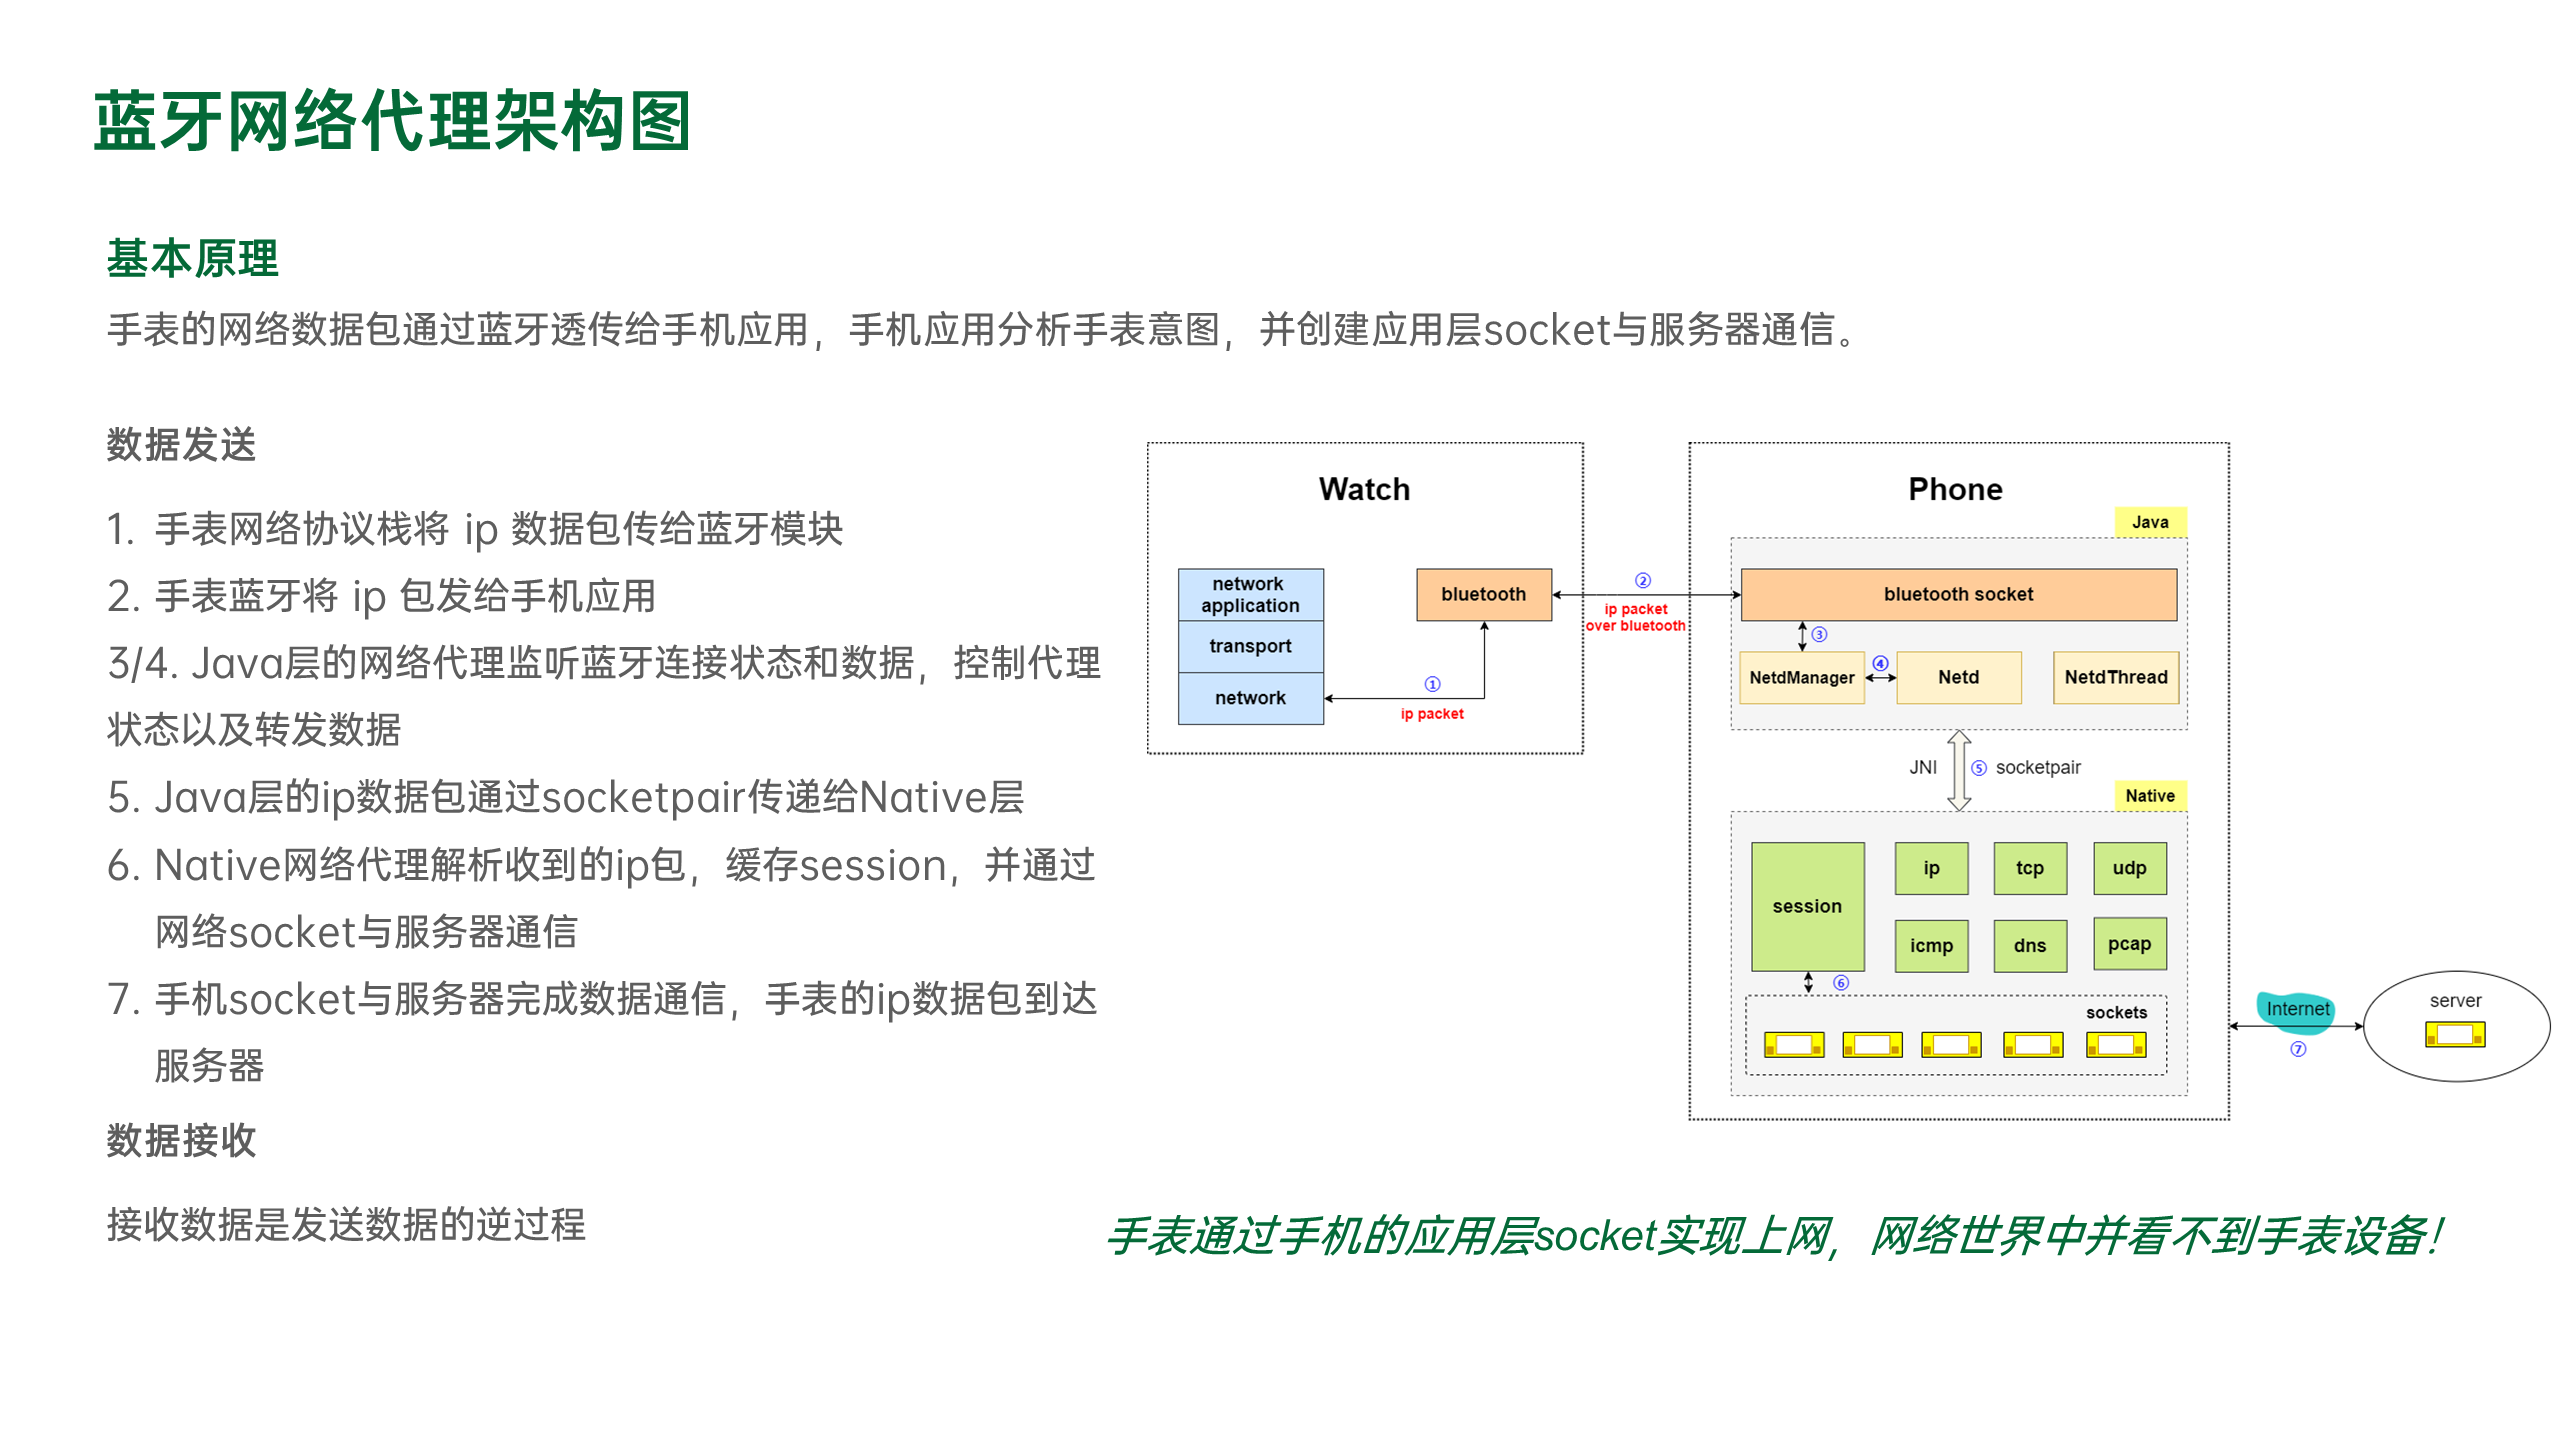 蓝牙网络代理架构图
基本原理
手表的网络数据包通过蓝牙透传给手机应用，手机应用分析手表意图，并创建应用层socket与服务器通信。
数据发送
1. 手表网络协议栈将 ip 数据包传给蓝牙模块
2. 手表蓝牙将 ip 包发给手机应用
3/4. Java层的网络代理监听蓝牙连接状态和数据，控制代理
状态以及转发数据
5. Java层的ip数据包通过socketpair传递给Native层
6. Native网络代理解析收到的ip包，缓存session，并通过
网络socket与服务器通信
7. 手机socket与服务器完成数据通信，手表的ip数据包到达
服务器
数据接收
接收数据是发送数据的逆过程
Watch
network
application
transport
network
bluetooth
①
ip packet
②
ip packet
over bluetooth
Phone
Java
bluetooth socket
③
NetdManager
④
Netd
NetdThread
JNI
⑤
socketpair
Native
session
ip
tcp
udp
icmp
dns
pcap
⑥
sockets
Internet
⑦
server
手表通过手机的应用层socket实现上网，网络世界中并看不到手表设备！